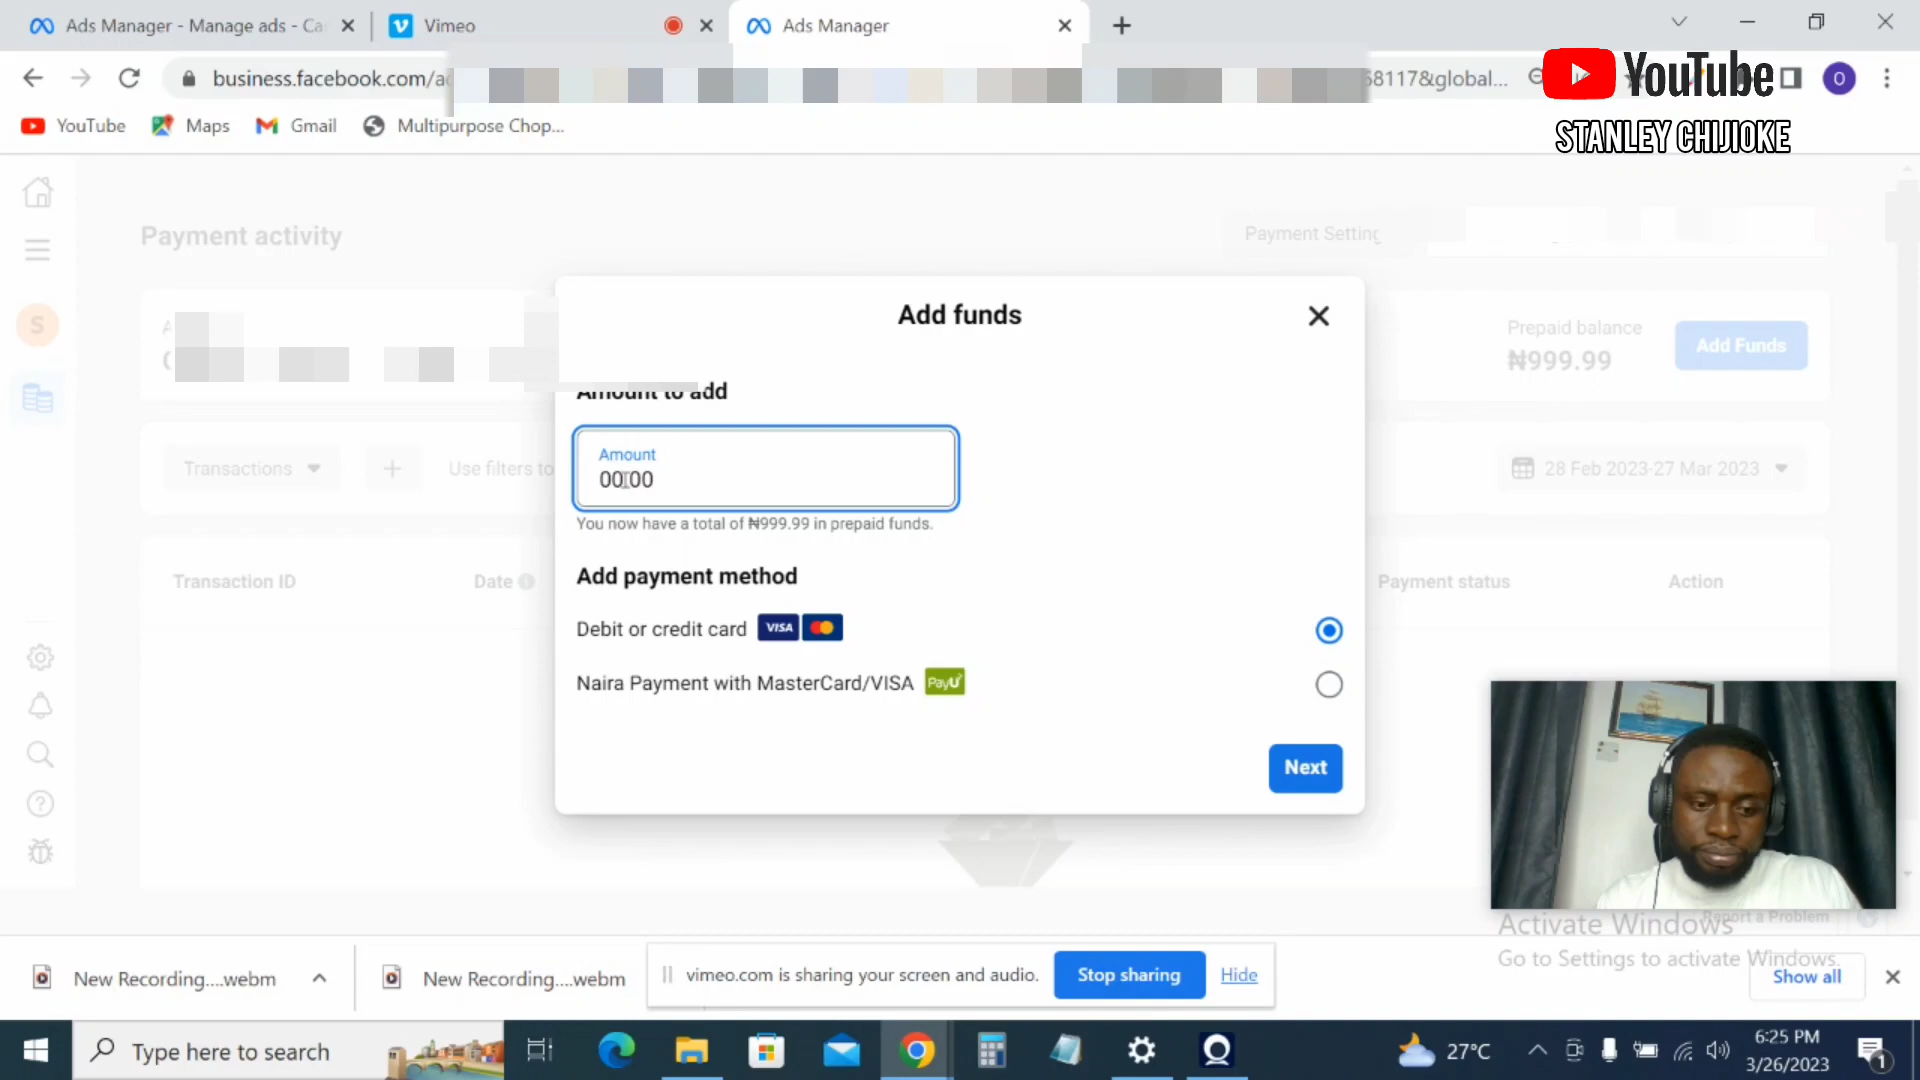 Ads Manager - Manage ads - Ca
Vimeo
Ads Manager
business.facebook.com/a
68117&global...
YouTube
STANLEY CHIJIOKE
YouTube
Maps
Gmail
Multipurpose Chop...
O
Payment activity
Payment Setting
S
Add funds
Prepaid balance
₦999.99
Add Funds
Amount to add
Amount
00.00
You now have a total of ₦999.99 in prepaid funds.
Transactions
Use filters to
28 Feb 2023-27 Mar 2023
Add payment method
Transaction ID
Date
Payment status
Action
Debit or credit card VISA
Naira Payment with MasterCard/VISA PayU
Next
Report a Problem
Activate Windows
Go to Settings to activate Windows.
New Recording....webm
New Recording....webm
vimeo.com is sharing your screen and audio.
Stop sharing
Hide
Show all
Type here to search
27°C
6:25 PM
3/26/2023
1